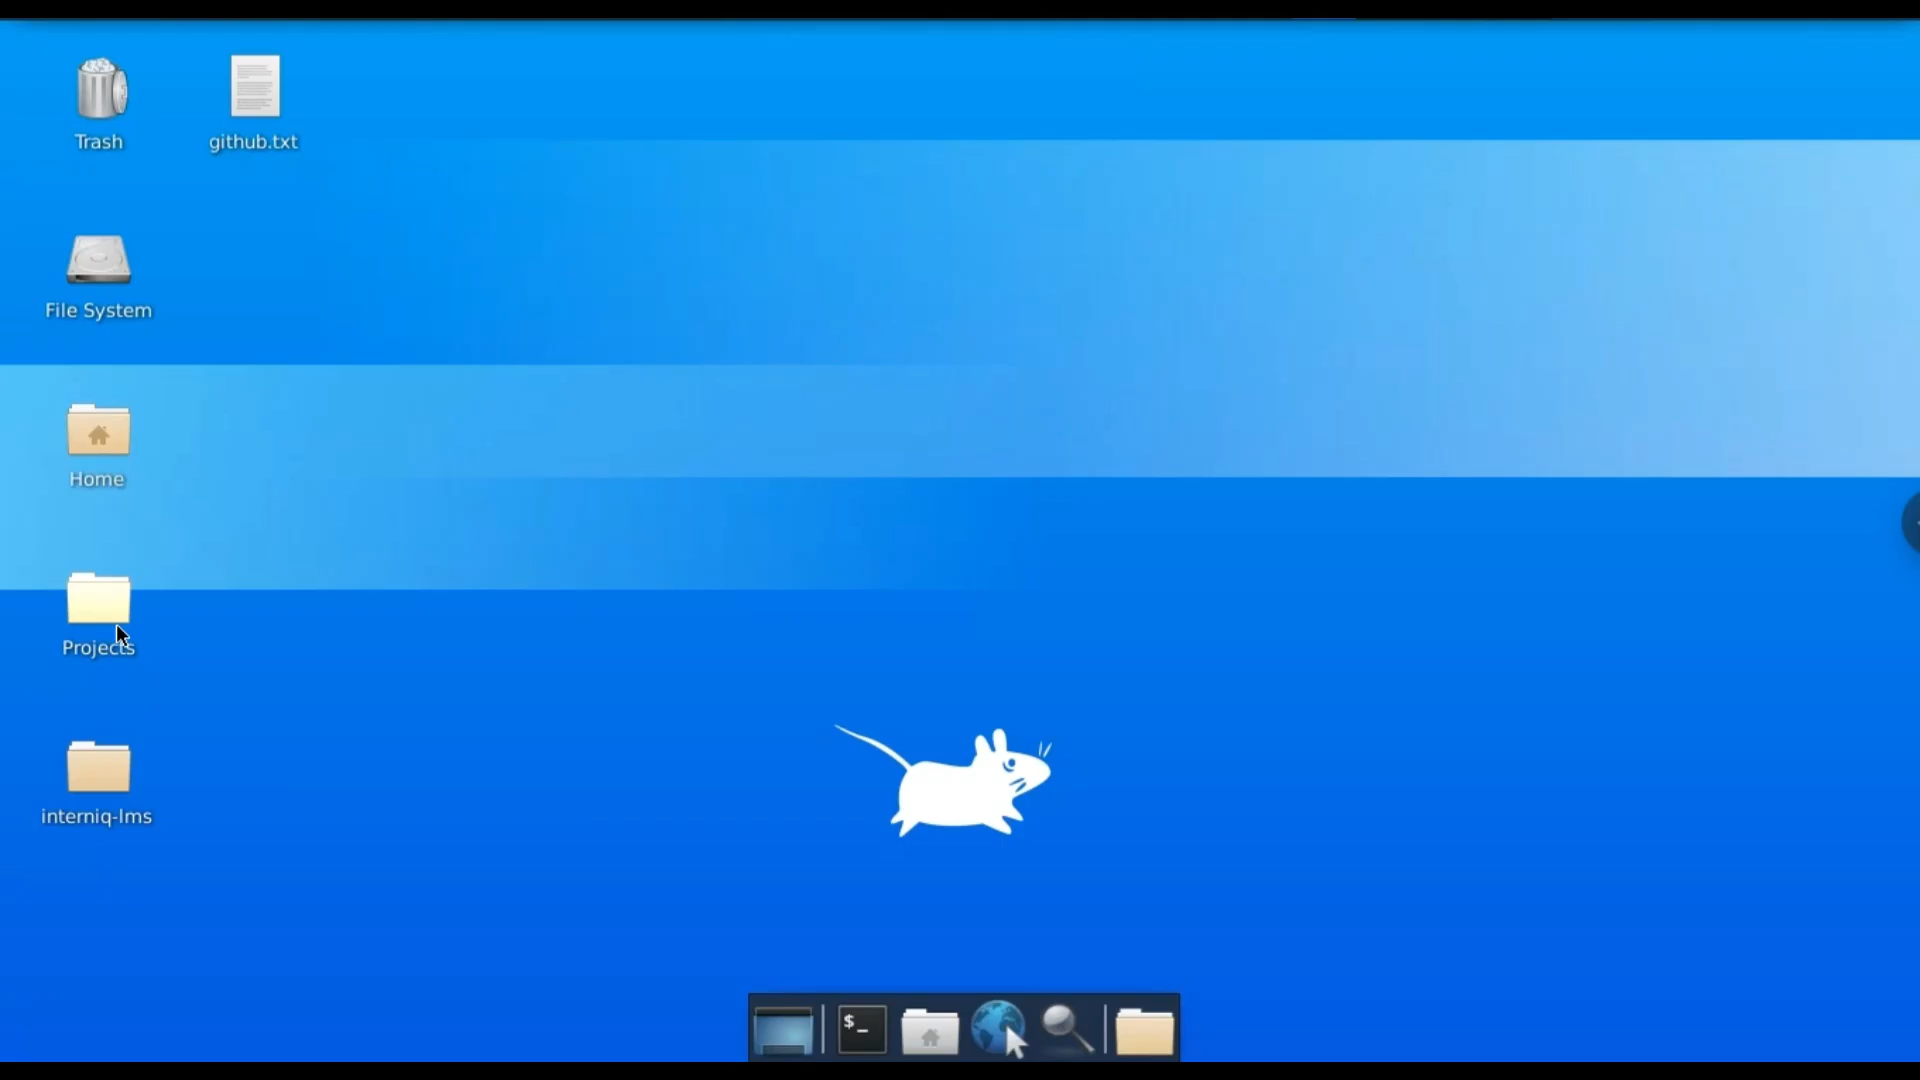 Trash
github.txt
File System
Home
Projects
interniq-lms
$_